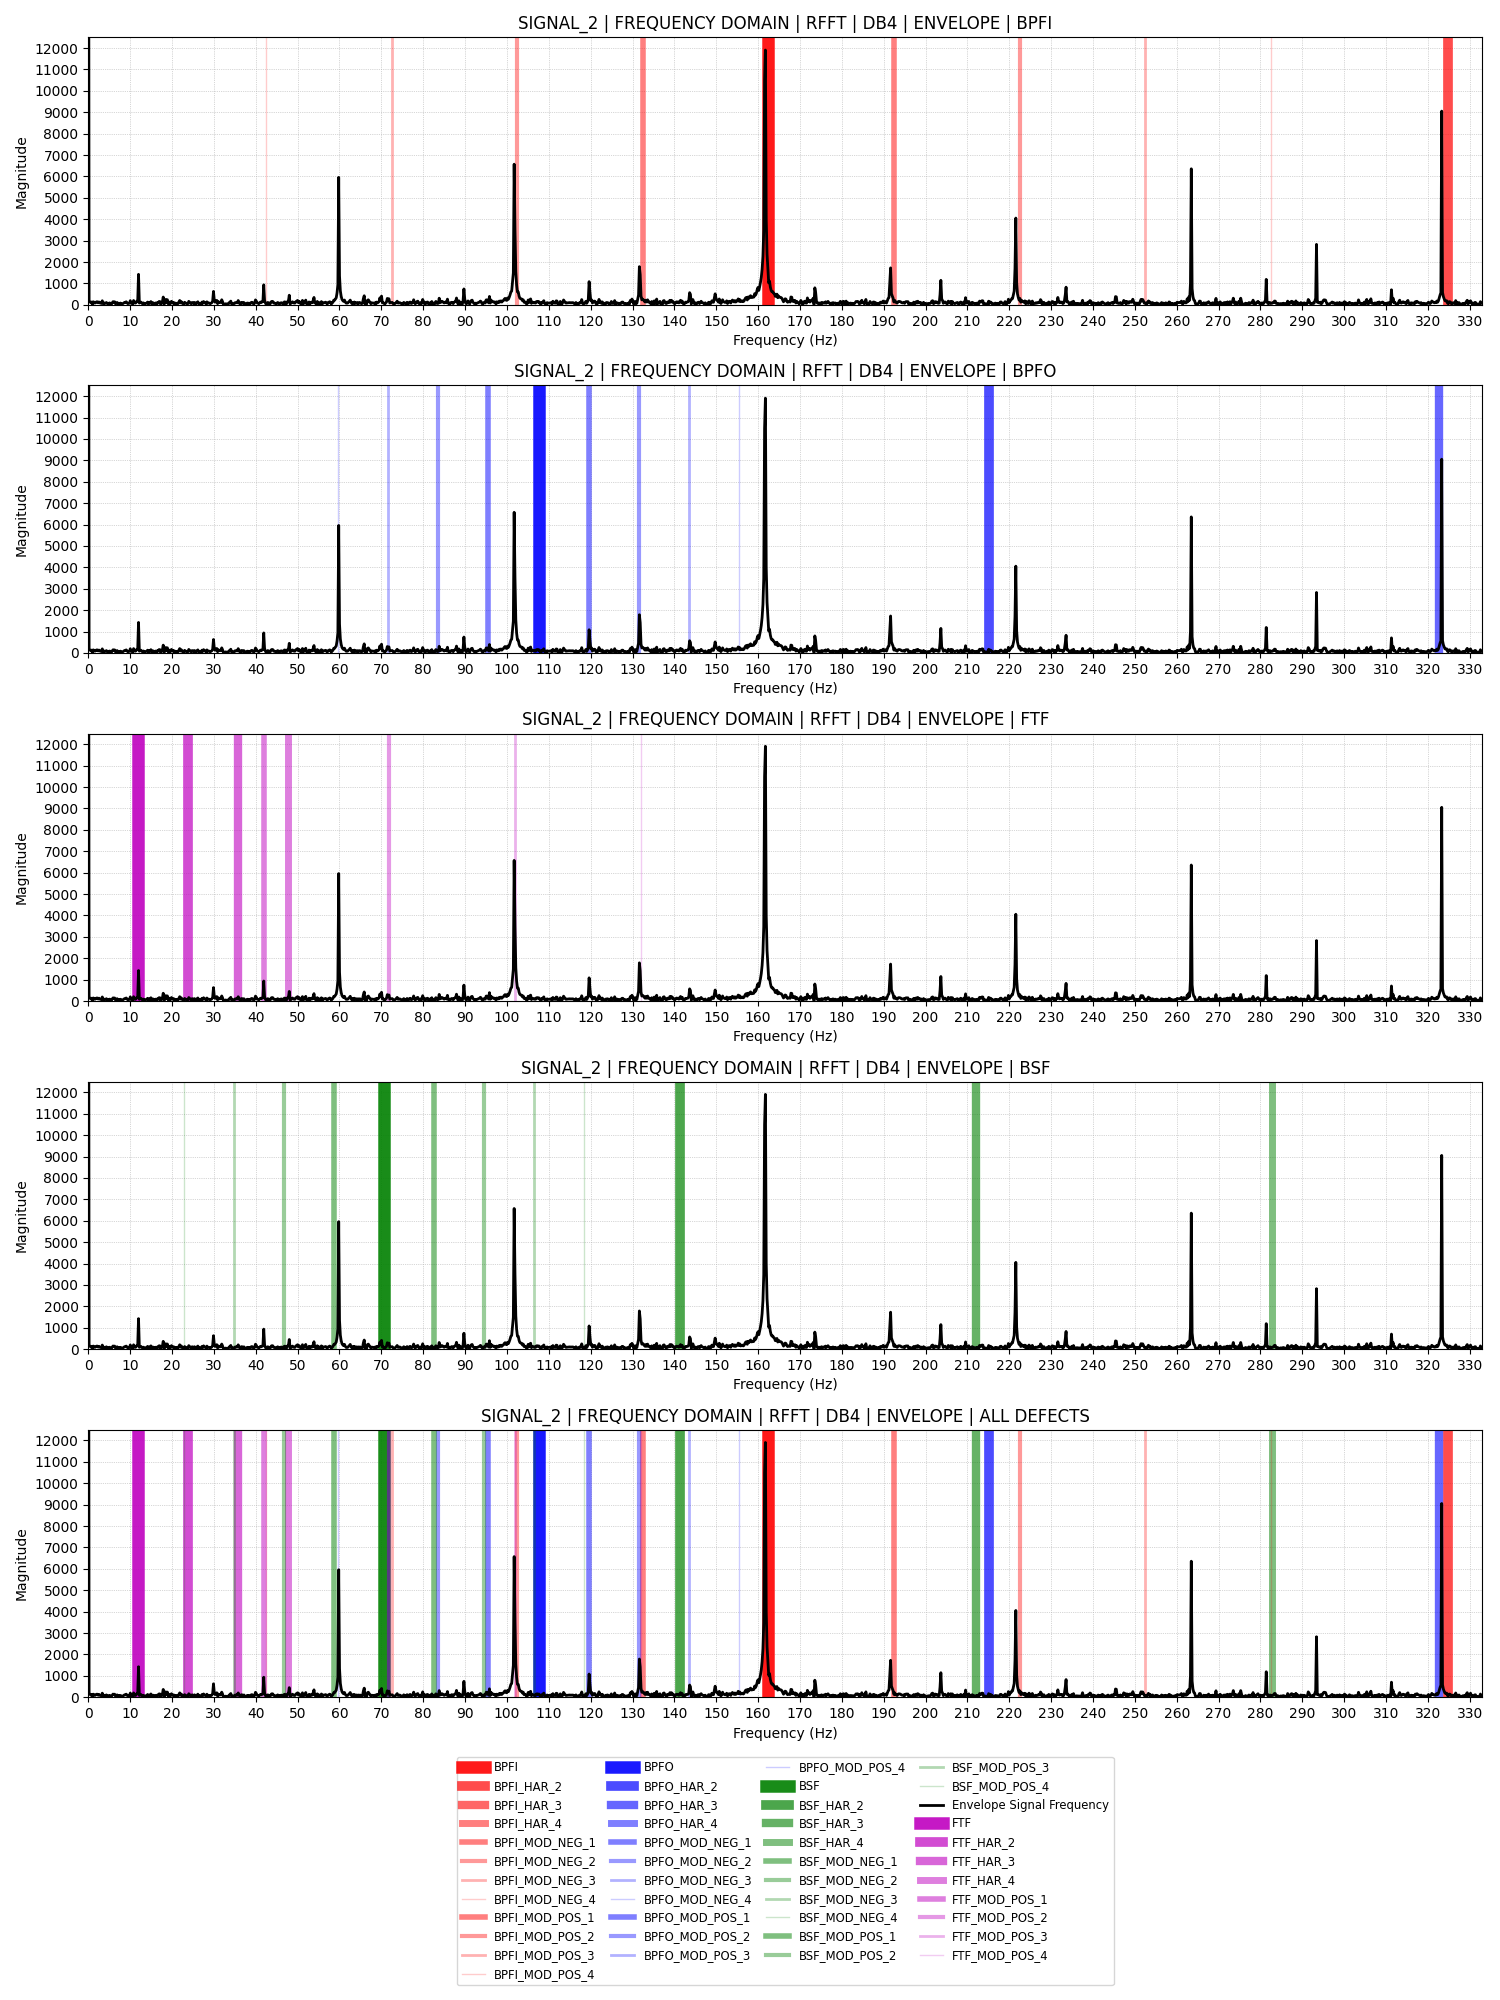 SIGNAL_2 | FREQUENCY DOMAIN | RFFT | DB4 | ENVELOPE | BPFI
12000
11000
10000
9000
8000
7000
6000
5000
4000
3000
2000
1000
0
Magnitude
0 10 20 30 40 50 60 70 80 90 100 110 120 130 140 150 160 170 180 190 200 210 220 230 240 250 260 270 280 290 300 310 320 330
Frequency (Hz)
SIGNAL_2 | FREQUENCY DOMAIN | RFFT | DB4 | ENVELOPE | BPFO
12000
11000
10000
9000
8000
7000
6000
5000
4000
3000
2000
1000
0
Magnitude
0 10 20 30 40 50 60 70 80 90 100 110 120 130 140 150 160 170 180 190 200 210 220 230 240 250 260 270 280 290 300 310 320 330
Frequency (Hz)
SIGNAL_2 | FREQUENCY DOMAIN | RFFT | DB4 | ENVELOPE | FTF
12000
11000
10000
9000
8000
7000
6000
5000
4000
3000
2000
1000
0
Magnitude
0 10 20 30 40 50 60 70 80 90 100 110 120 130 140 150 160 170 180 190 200 210 220 230 240 250 260 270 280 290 300 310 320 330
Frequency (Hz)
SIGNAL_2 | FREQUENCY DOMAIN | RFFT | DB4 | ENVELOPE | BSF
12000
11000
10000
9000
8000
7000
6000
5000
4000
3000
2000
1000
0
Magnitude
0 10 20 30 40 50 60 70 80 90 100 110 120 130 140 150 160 170 180 190 200 210 220 230 240 250 260 270 280 290 300 310 320 330
Frequency (Hz)
SIGNAL_2 | FREQUENCY DOMAIN | RFFT | DB4 | ENVELOPE | ALL DEFECTS
12000
11000
10000
9000
8000
7000
6000
5000
4000
3000
2000
1000
0
Magnitude
0 10 20 30 40 50 60 70 80 90 100 110 120 130 140 150 160 170 180 190 200 210 220 230 240 250 260 270 280 290 300 310 320 330
Frequency (Hz)
BPFI
BPFI_HAR_2
BPFI_HAR_3
BPFI_HAR_4
BPFI_MOD_NEG_1
BPFI_MOD_NEG_2
BPFI_MOD_NEG_3
BPFI_MOD_NEG_4
BPFI_MOD_POS_1
BPFI_MOD_POS_2
BPFI_MOD_POS_3
BPFI_MOD_POS_4
BPFO
BPFO_HAR_2
BPFO_HAR_3
BPFO_HAR_4
BPFO_MOD_NEG_1
BPFO_MOD_NEG_2
BPFO_MOD_NEG_3
BPFO_MOD_NEG_4
BPFO_MOD_POS_1
BPFO_MOD_POS_2
BPFO_MOD_POS_3
BPFO_MOD_POS_4
BSF
BSF_HAR_2
BSF_HAR_3
BSF_HAR_4
BSF_MOD_NEG_1
BSF_MOD_NEG_2
BSF_MOD_NEG_3
BSF_MOD_NEG_4
BSF_MOD_POS_1
BSF_MOD_POS_2
BSF_MOD_POS_3
BSF_MOD_POS_4
Envelope Signal Frequency
FTF
FTF_HAR_2
FTF_HAR_3
FTF_HAR_4
FTF_MOD_POS_1
FTF_MOD_POS_2
FTF_MOD_POS_3
FTF_MOD_POS_4